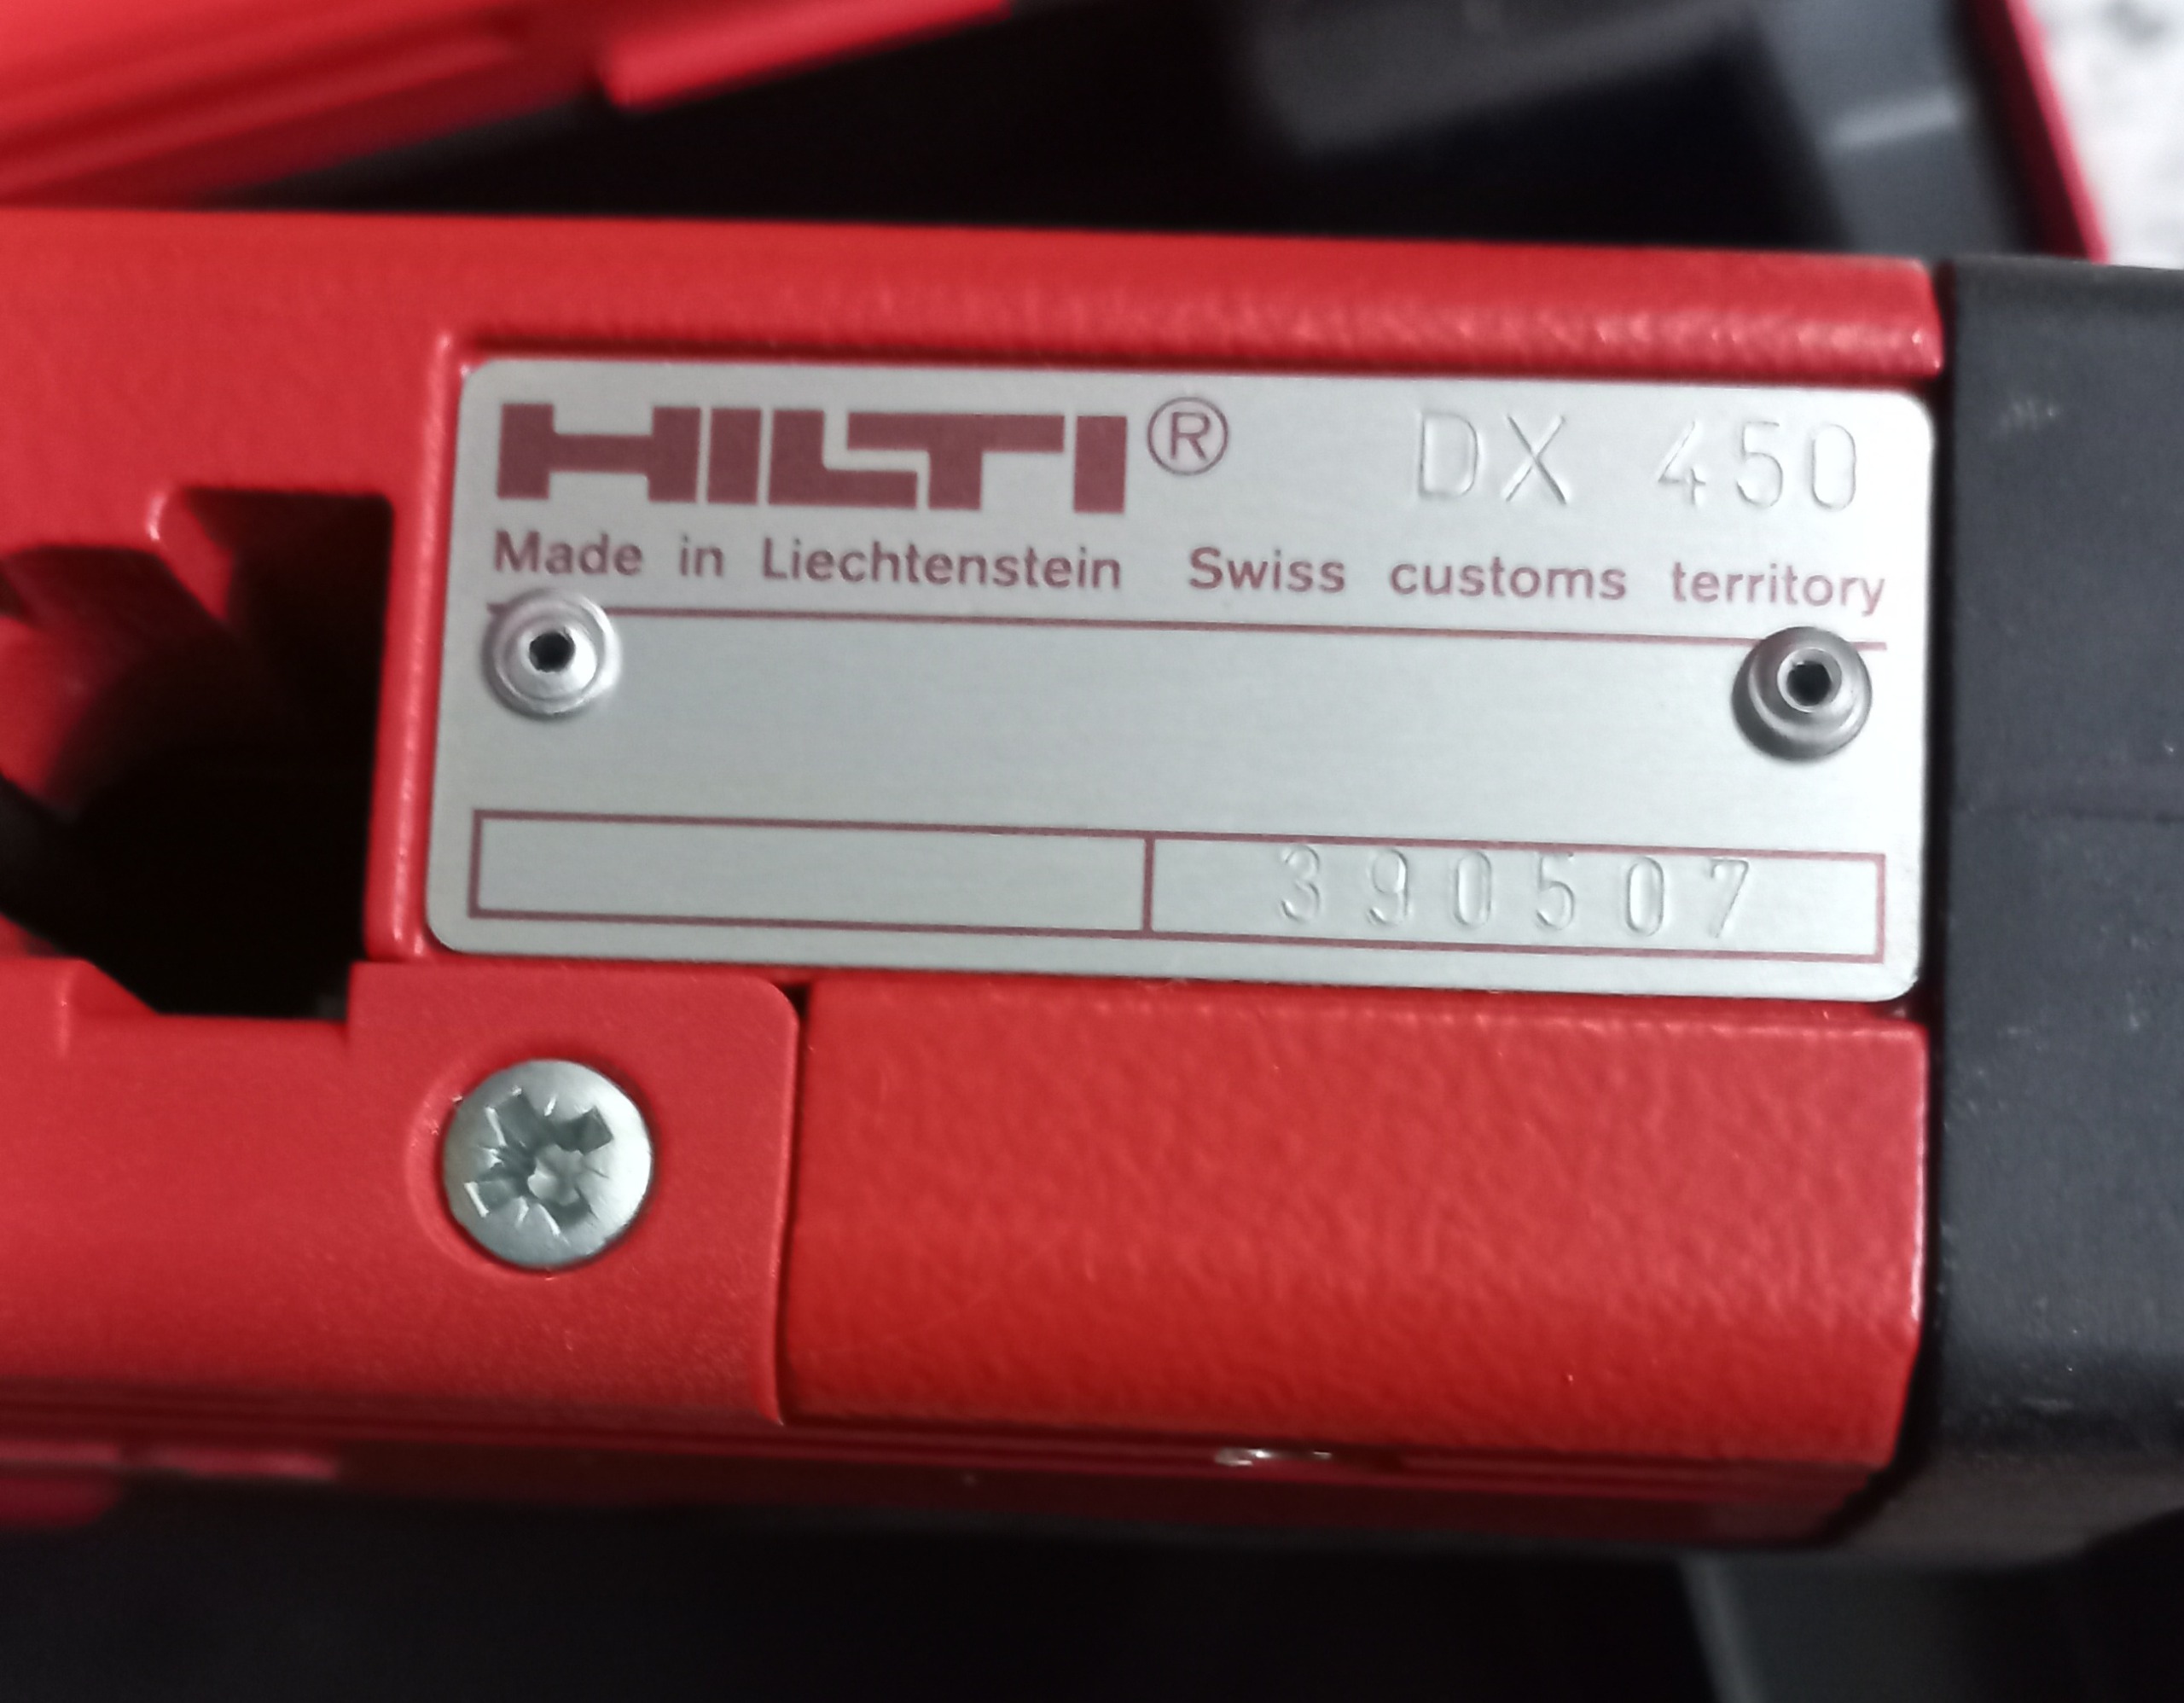 HILTI® DX 450
Made in Liechtenstein Swiss customs territory
390507